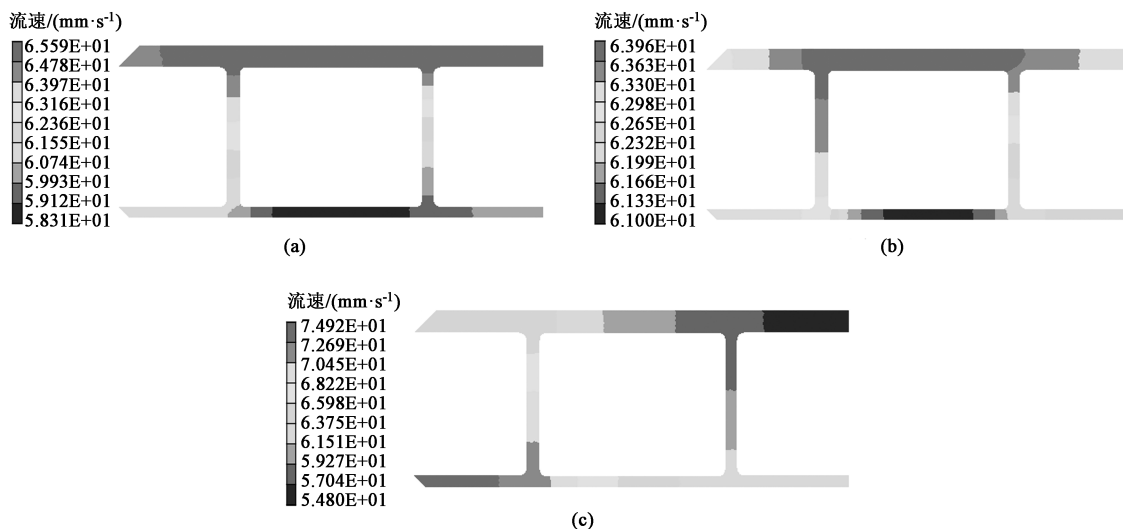 流速/(mm·s⁻¹)
6.559E+01
6.478E+01
6.397E+01
6.316E+01
6.236E+01
6.155E+01
6.074E+01
5.993E+01
5.912E+01
5.831E+01
(a)
流速/(mm·s⁻¹)
6.396E+01
6.363E+01
6.330E+01
6.298E+01
6.265E+01
6.232E+01
6.199E+01
6.166E+01
6.133E+01
6.100E+01
(b)
流速/(mm·s⁻¹)
7.492E+01
7.269E+01
7.045E+01
6.822E+01
6.598E+01
6.375E+01
6.151E+01
5.927E+01
5.704E+01
5.480E+01
(c)